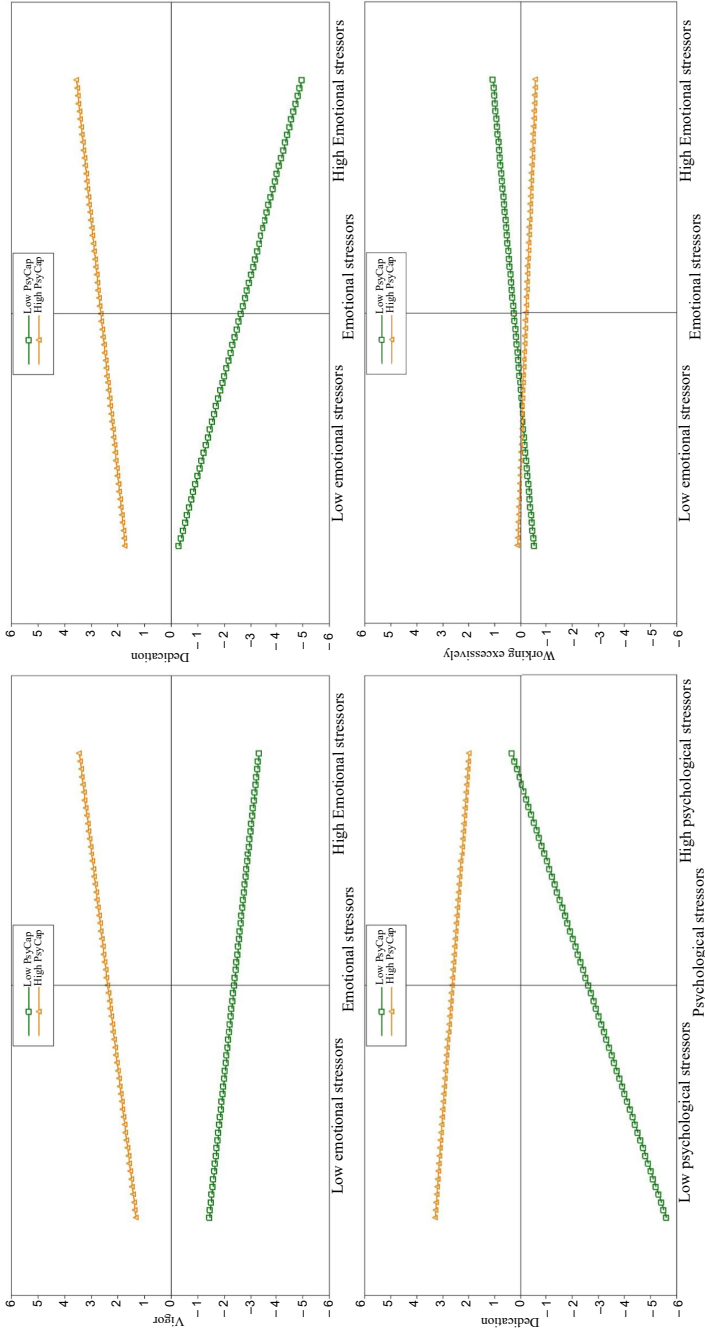 Low PsyCap
High PsyCap
6
5
4
3
2
1
0
– 1
– 2
– 3
– 4
– 5
– 6
Vigor
Low emotional stressors
High Emotional stressors
Emotional stressors
Low PsyCap
High PsyCap
6
5
4
3
2
1
0
– 1
– 2
– 3
– 4
– 5
– 6
Dedication
Low emotional stressors
High Emotional stressors
Emotional stressors
Low PsyCap
High PsyCap
6
5
4
3
2
1
0
– 1
– 2
– 3
– 4
– 5
– 6
Dedication
Low psychological stressors
High psychological stressors
Psychological stressors
Low PsyCap
High PsyCap
6
5
4
3
2
1
0
– 1
– 2
– 3
– 4
– 5
– 6
Working excessively
Low emotional stressors
High Emotional stressors
Emotional stressors